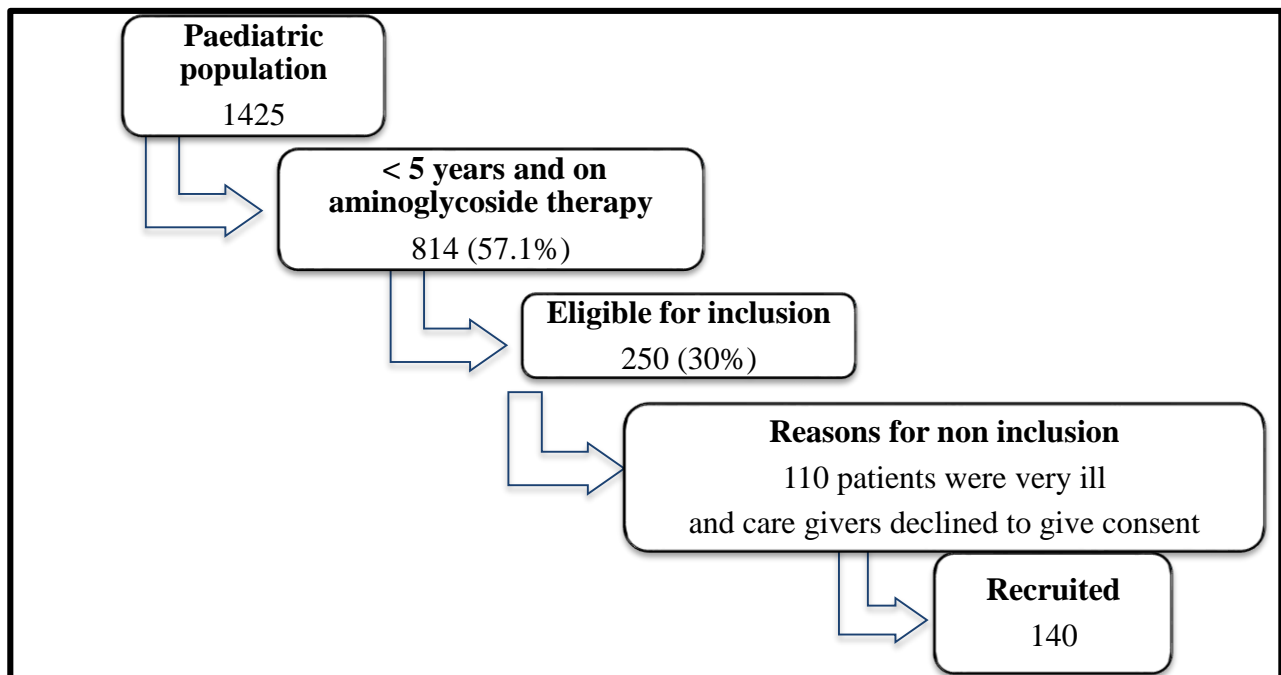 Paediatric
population
1425
< 5 years and on
aminoglycoside therapy
814 (57.1%)
Eligible for inclusion
250 (30%)
Reasons for non inclusion
110 patients were very ill
and care givers declined to give consent
Recruited
140